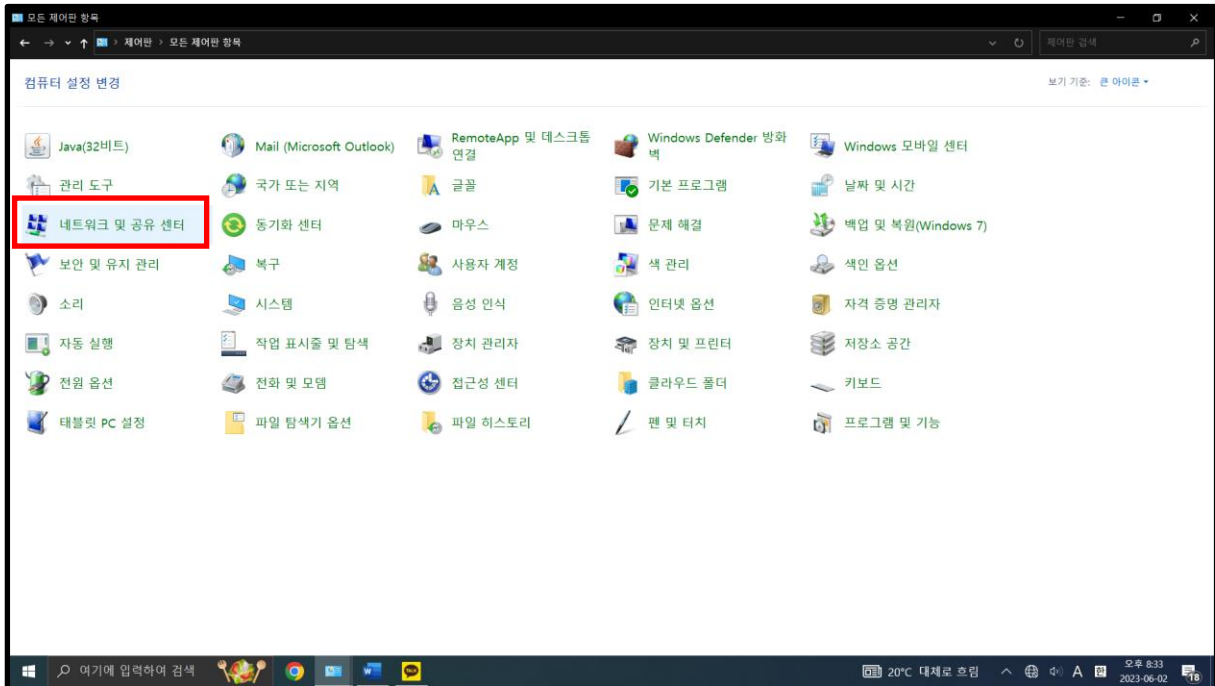 모든 제어판 항목
제어판 > 모든 제어판 항목
제어판 검색
컴퓨터 설정 변경
보기 기준: 큰 아이콘
Java(32비트)
Mail (Microsoft Outlook)
RemoteApp 및 데스크톱
연결
Windows Defender 방화
벽
Windows 모바일 센터
관리 도구
국가 또는 지역
글꼴
기본 프로그램
날짜 및 시간
네트워크 및 공유 센터
동기화 센터
마우스
문제 해결
백업 및 복원(Windows 7)
보안 및 유지 관리
복구
사용자 계정
색 관리
색인 옵션
소리
시스템
음성 인식
인터넷 옵션
자격 증명 관리자
자동 실행
작업 표시줄 및 탐색
장치 관리자
장치 및 프린터
저장소 공간
전원 옵션
전화 및 모뎀
접근성 센터
클라우드 폴더
키보드
태블릿 PC 설정
파일 탐색기 옵션
파일 히스토리
펜 및 터치
프로그램 및 기능
여기에 입력하여 검색
W
TALK
20°C 대체로 흐림
A
한
오후 8:33
2023-06-02
18